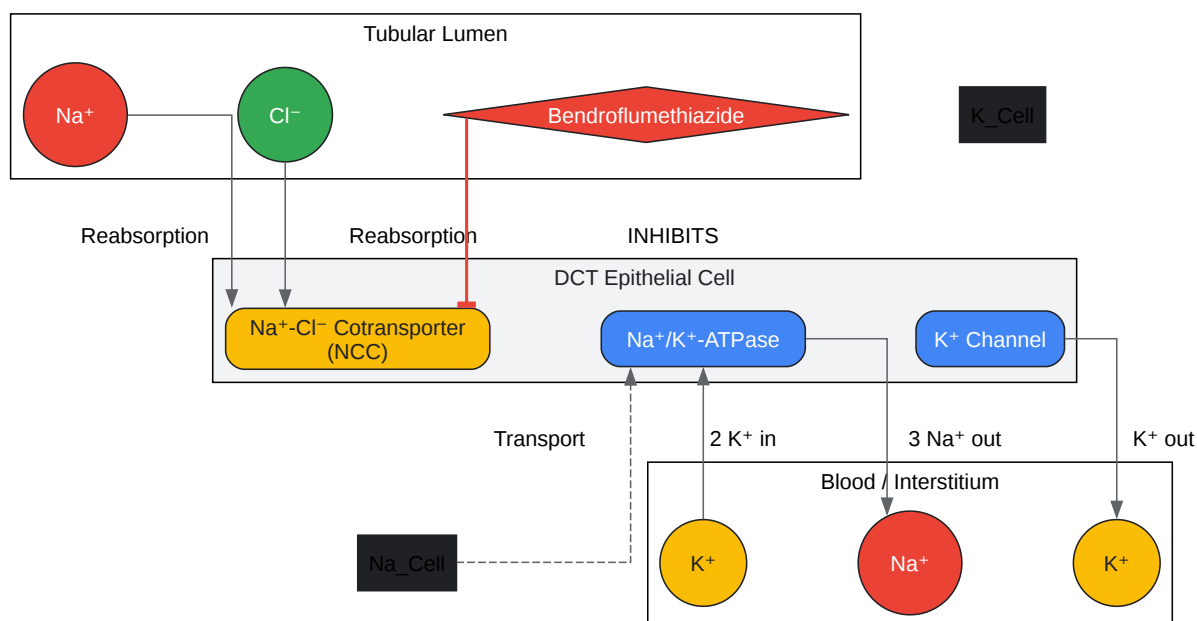 Tubular Lumen
Na⁺
Cl⁻
Bendroflumethiazide
K_Cell
Reabsorption
Reabsorption
INHIBITS
DCT Epithelial Cell
Na⁺-Cl⁻ Cotransporter
(NCC)
Na⁺/K⁺-ATPase
K⁺ Channel
Transport
2 K⁺ in
3 Na⁺ out
K⁺ out
Blood / Interstitium
Na_Cell
K⁺
Na⁺
K⁺